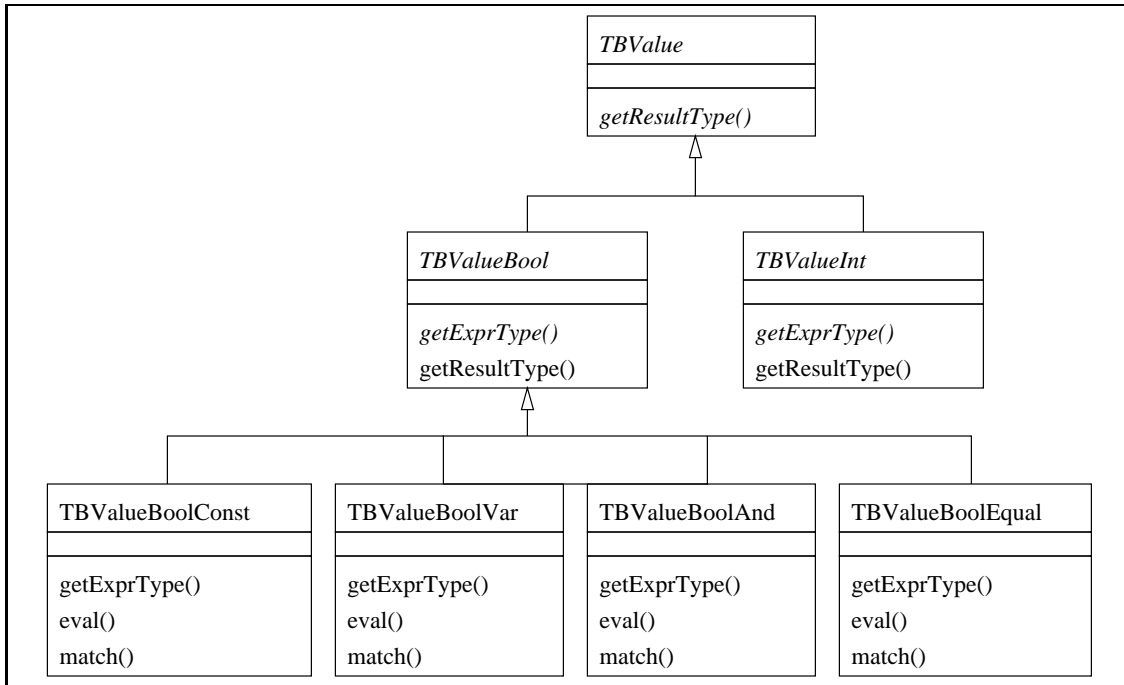 TBValue
getResultType()
TBValueBool
getExprType()
getResultType()
TBValueInt
getExprType()
getResultType()
TBValueBoolConst
getExprType()
eval()
match()
TBValueBoolVar
getExprType()
eval()
match()
TBValueBoolAnd
getExprType()
eval()
match()
TBValueBoolEqual
getExprType()
eval()
match()